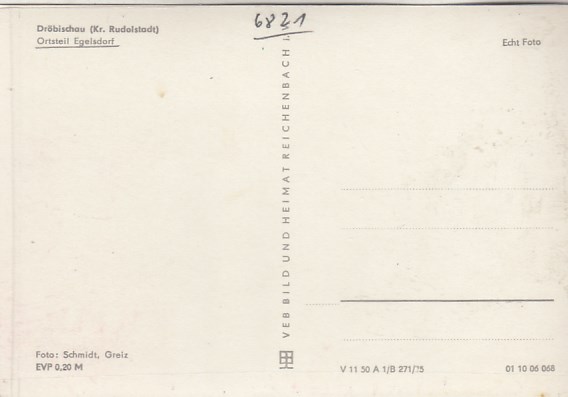 6821
Dröbischau (Kr. Rudolstadt)
Ortsteil Egelsdorf
Echt Foto
VEB BILD UND HEIMAT REICHENBACH
Foto: Schmidt, Greiz
EVP 0,20 M
V 11 50 A 1/B 271/75
01 10 06 068